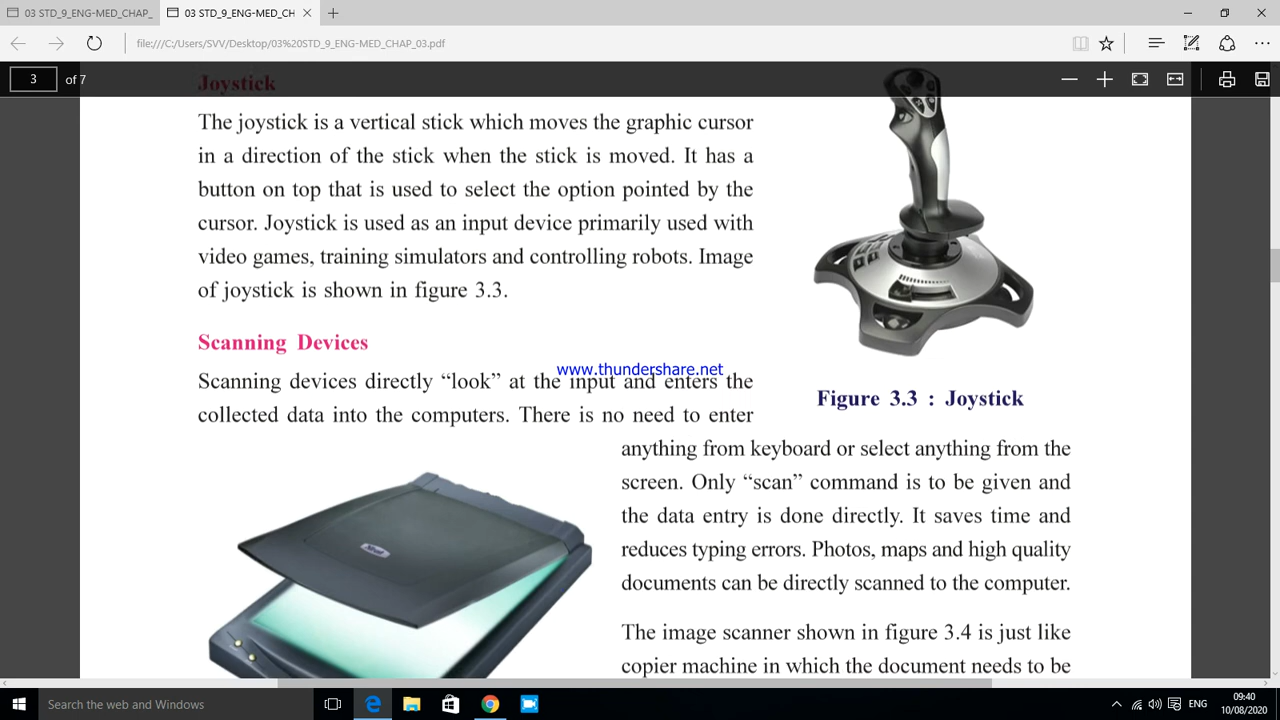 03 STD_9_ENG-MED_CHAP_
03 STD_9_ENG-MED_CH
file:///C:/Users/SVV/Desktop/03%20STD_9_ENG-MED_CHAP_03.pdf
3 of 7
Joystick
The joystick is a vertical stick which moves the graphic cursor
in a direction of the stick when the stick is moved. It has a
button on top that is used to select the option pointed by the
cursor. Joystick is used as an input device primarily used with
video games, training simulators and controlling robots. Image
of joystick is shown in figure 3.3.
Figure 3.3 : Joystick
Scanning Devices
www.thundershare.net
Scanning devices directly “look” at the input and enters the
collected data into the computers. There is no need to enter
anything from keyboard or select anything from the
screen. Only “scan” command is to be given and
the data entry is done directly. It saves time and
reduces typing errors. Photos, maps and high quality
documents can be directly scanned to the computer.
The image scanner shown in figure 3.4 is just like
copier machine in which the document needs to be
Search the web and Windows
ENG
09:40
10/08/2020